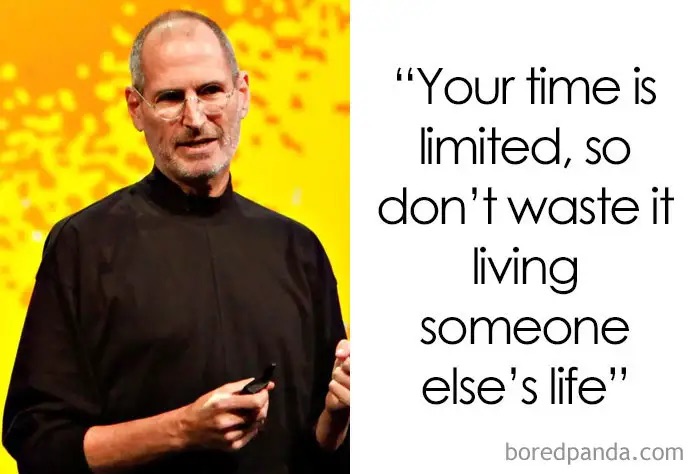 “Your time is
limited, so
don’t waste it
living
someone
else’s life”
boredpanda.com